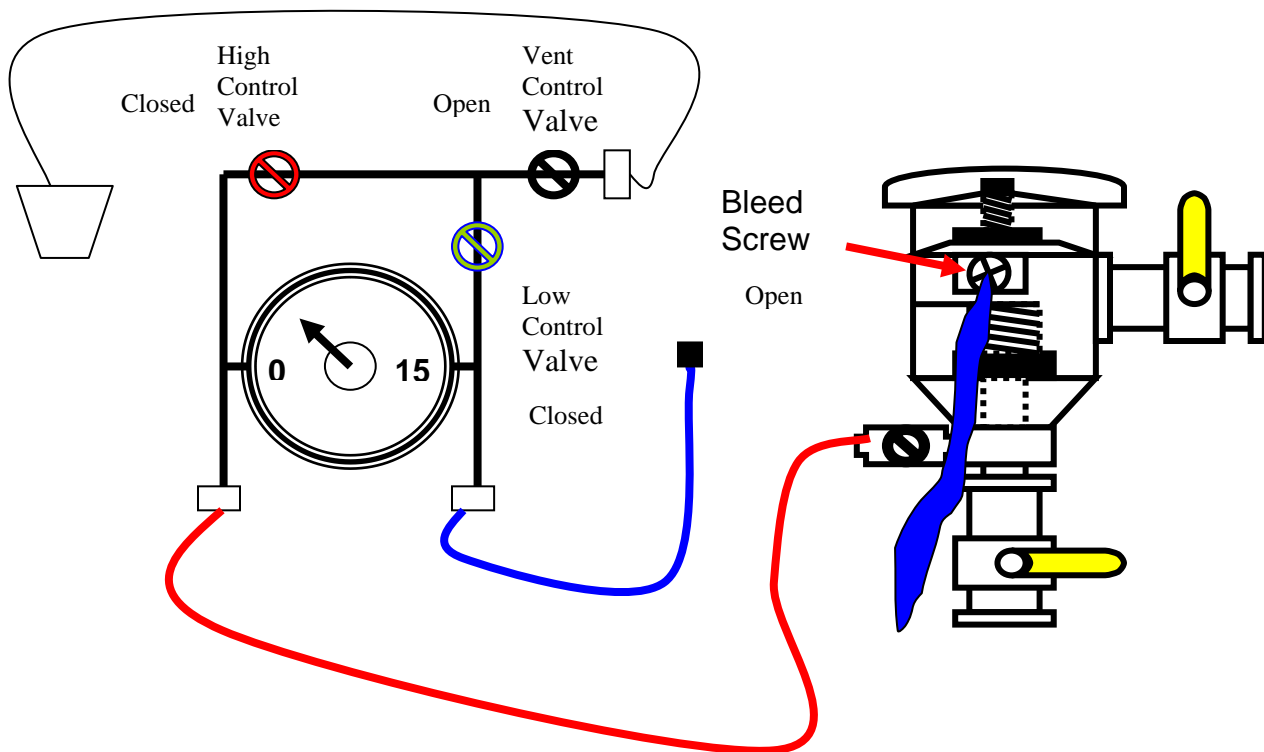 High
Control
Valve
Closed
Vent
Control
Valve
Open
Bleed
Screw
Open
Low
Control
Valve
Closed
0
15